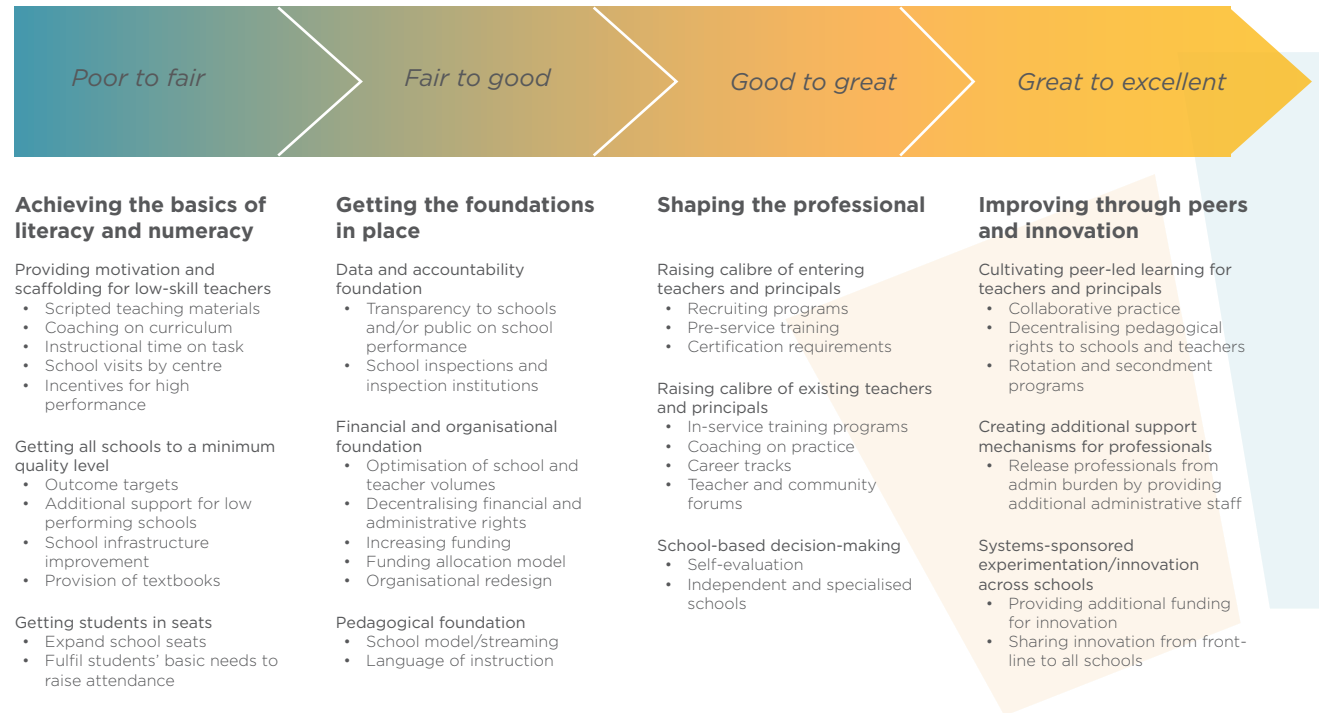 Poor to fair
Fair to good
Good to great
Great to excellent
Achieving the basics of
literacy and numeracy
Providing motivation and
scaffolding for low-skill teachers
• Scripted teaching materials
• Coaching on curriculum
• Instructional time on task
• School visits by centre
• Incentives for high
performance
Getting all schools to a minimum
quality level
• Outcome targets
• Additional support for low
performing schools
• School infrastructure
improvement
• Provision of textbooks
Getting students in seats
• Expand school seats
• Fulfil students' basic needs to
raise attendance
Getting the foundations
in place
Data and accountability
foundation
• Transparency to schools
and/or public on school
performance
• School inspections and
inspection institutions
Financial and organisational
foundation
• Optimisation of school and
teacher volumes
• Decentralising financial and
administrative rights
• Increasing funding
• Funding allocation model
• Organisational redesign
Pedagogical foundation
• School model/streaming
• Language of instruction
Shaping the professional
Raising calibre of entering
teachers and principals
• Recruiting programs
• Pre-service training
• Certification requirements
Raising calibre of existing teachers
and principals
• In-service training programs
• Coaching on practice
• Career tracks
• Teacher and community
forums
School-based decision-making
• Self-evaluation
• Independent and specialised
schools
Improving through peers
and innovation
Cultivating peer-led learning for
teachers and principals
• Collaborative practice
• Decentralising pedagogical
rights to schools and teachers
• Rotation and secondment
programs
Creating additional support
mechanisms for professionals
• Release professionals from
admin burden by providing
additional administrative staff
Systems-sponsored
experimentation/innovation
across schools
• Providing additional funding
for innovation
• Sharing innovation from front-
line to all schools